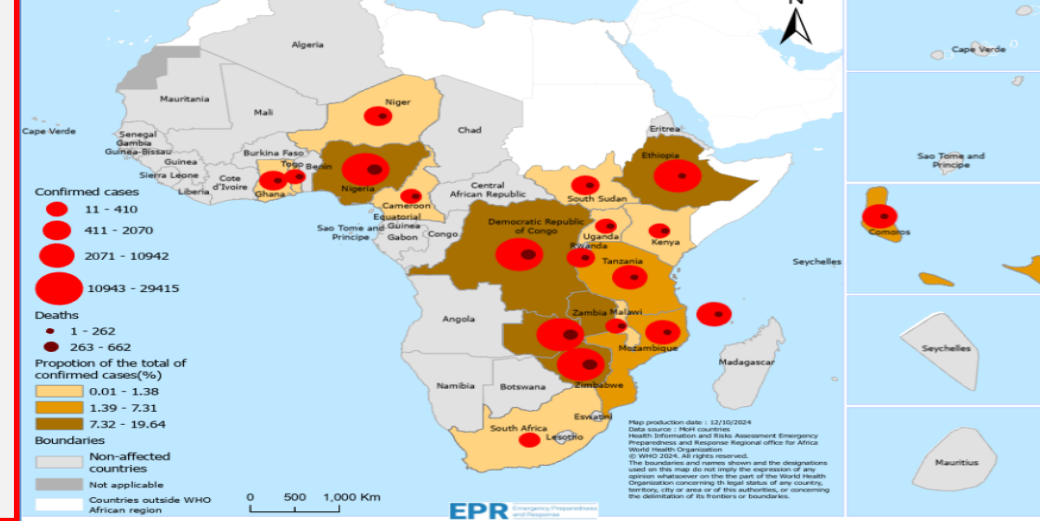 N
Algeria
Mauritania
Mali
Niger
Chad
Eritrea
Cape Verde
Senegal
Gambia
Guinea-Bissau
Guinea
Sierra Leone
Liberia
Cote
d'Ivoire
Burkina Faso
Togo
Benin
Ghana
Nigeria
Cameroon
Central
African Republic
South Sudan
Ethiopia
Equatorial
Guinea
Sao Tome and
Principe
Gabon
Congo
Democratic Republic
of Congo
Uganda
Rwanda
Kenya
Tanzania
Seychelles
Angola
Zambia
Malawi
Mozambique
Madagascar
Zimbabwe
Namibia
Botswana
South Africa
Eswatini
Lesotho
Confirmed cases
11 - 410
411 - 2070
2071 - 10942
10943 - 29415
Deaths
1 - 262
263 - 662
Propotion of the total of
confirmed cases(%)
0.01 - 1.38
1.39 - 7.31
7.32 - 19.64
Boundaries
Non-affected
countries
Not applicable
Countries outside WHO
African region
0 500 1,000 Km
Map production date : 12/10/2024
Data source : MoH countries
Health Information and Risks Assessment Emergency
Preparedness and Response Regional office for Africa
World Health Organization
© WHO 2024. All rights reserved.
The boundaries and names shown and the designations
used on this map do not imply the expression of any
opinion whatsoever on the the part of the World Health
Organization concerning th legal status of any country,
territory, city or area or of this authorities, or concerning
the delimitation of its frontiers or boundaries.
EPR
Emergency Preparedness
and Response
Cape Verde
Sao Tome and
Principe
Comoros
Seychelles
Mauritius